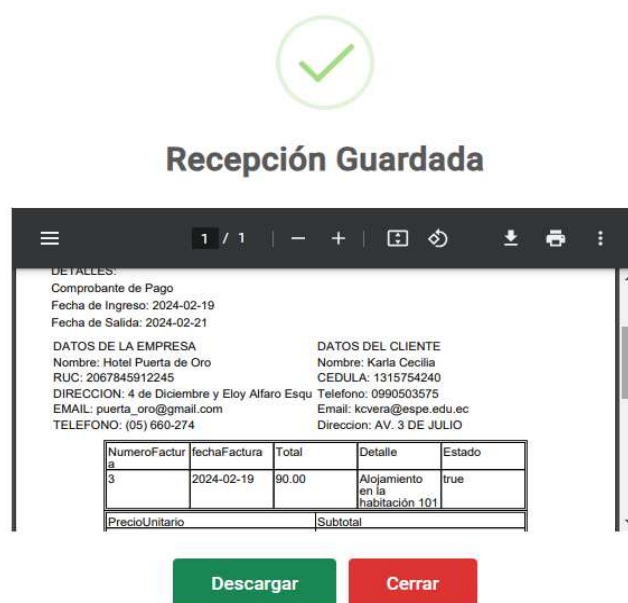 Recepción Guardada
1 / 1
DETALLES:
Comprobante de Pago
Fecha de Ingreso: 2024-02-19
Fecha de Salida: 2024-02-21
DATOS DE LA EMPRESA
Nombre: Hotel Puerta de Oro
RUC: 2067845912245
DIRECCION: 4 de Diciembre y Eloy Alfaro Esqu
EMAIL: puerta_oro@gmail.com
TELEFONO: (05) 660-274
DATOS DEL CLIENTE
Nombre: Karla Cecilia
CEDULA: 1315754240
Telefono: 0990503575
Email: kcvera@espe.edu.ec
Direccion: AV. 3 DE JULIO
NumeroFactur
a
fechaFactura
Total
Detalle
Estado
3
2024-02-19
90.00
Alojamiento
en la
habitación 101
true
PrecioUnitario
Subtotal
Descargar
Cerrar